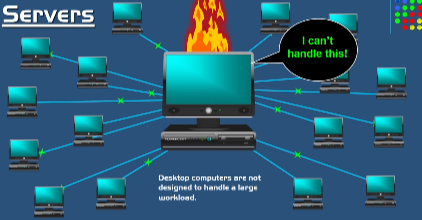 Servers
I can't
handle this!
Desktop computers are not
designed to handle a large
workload.